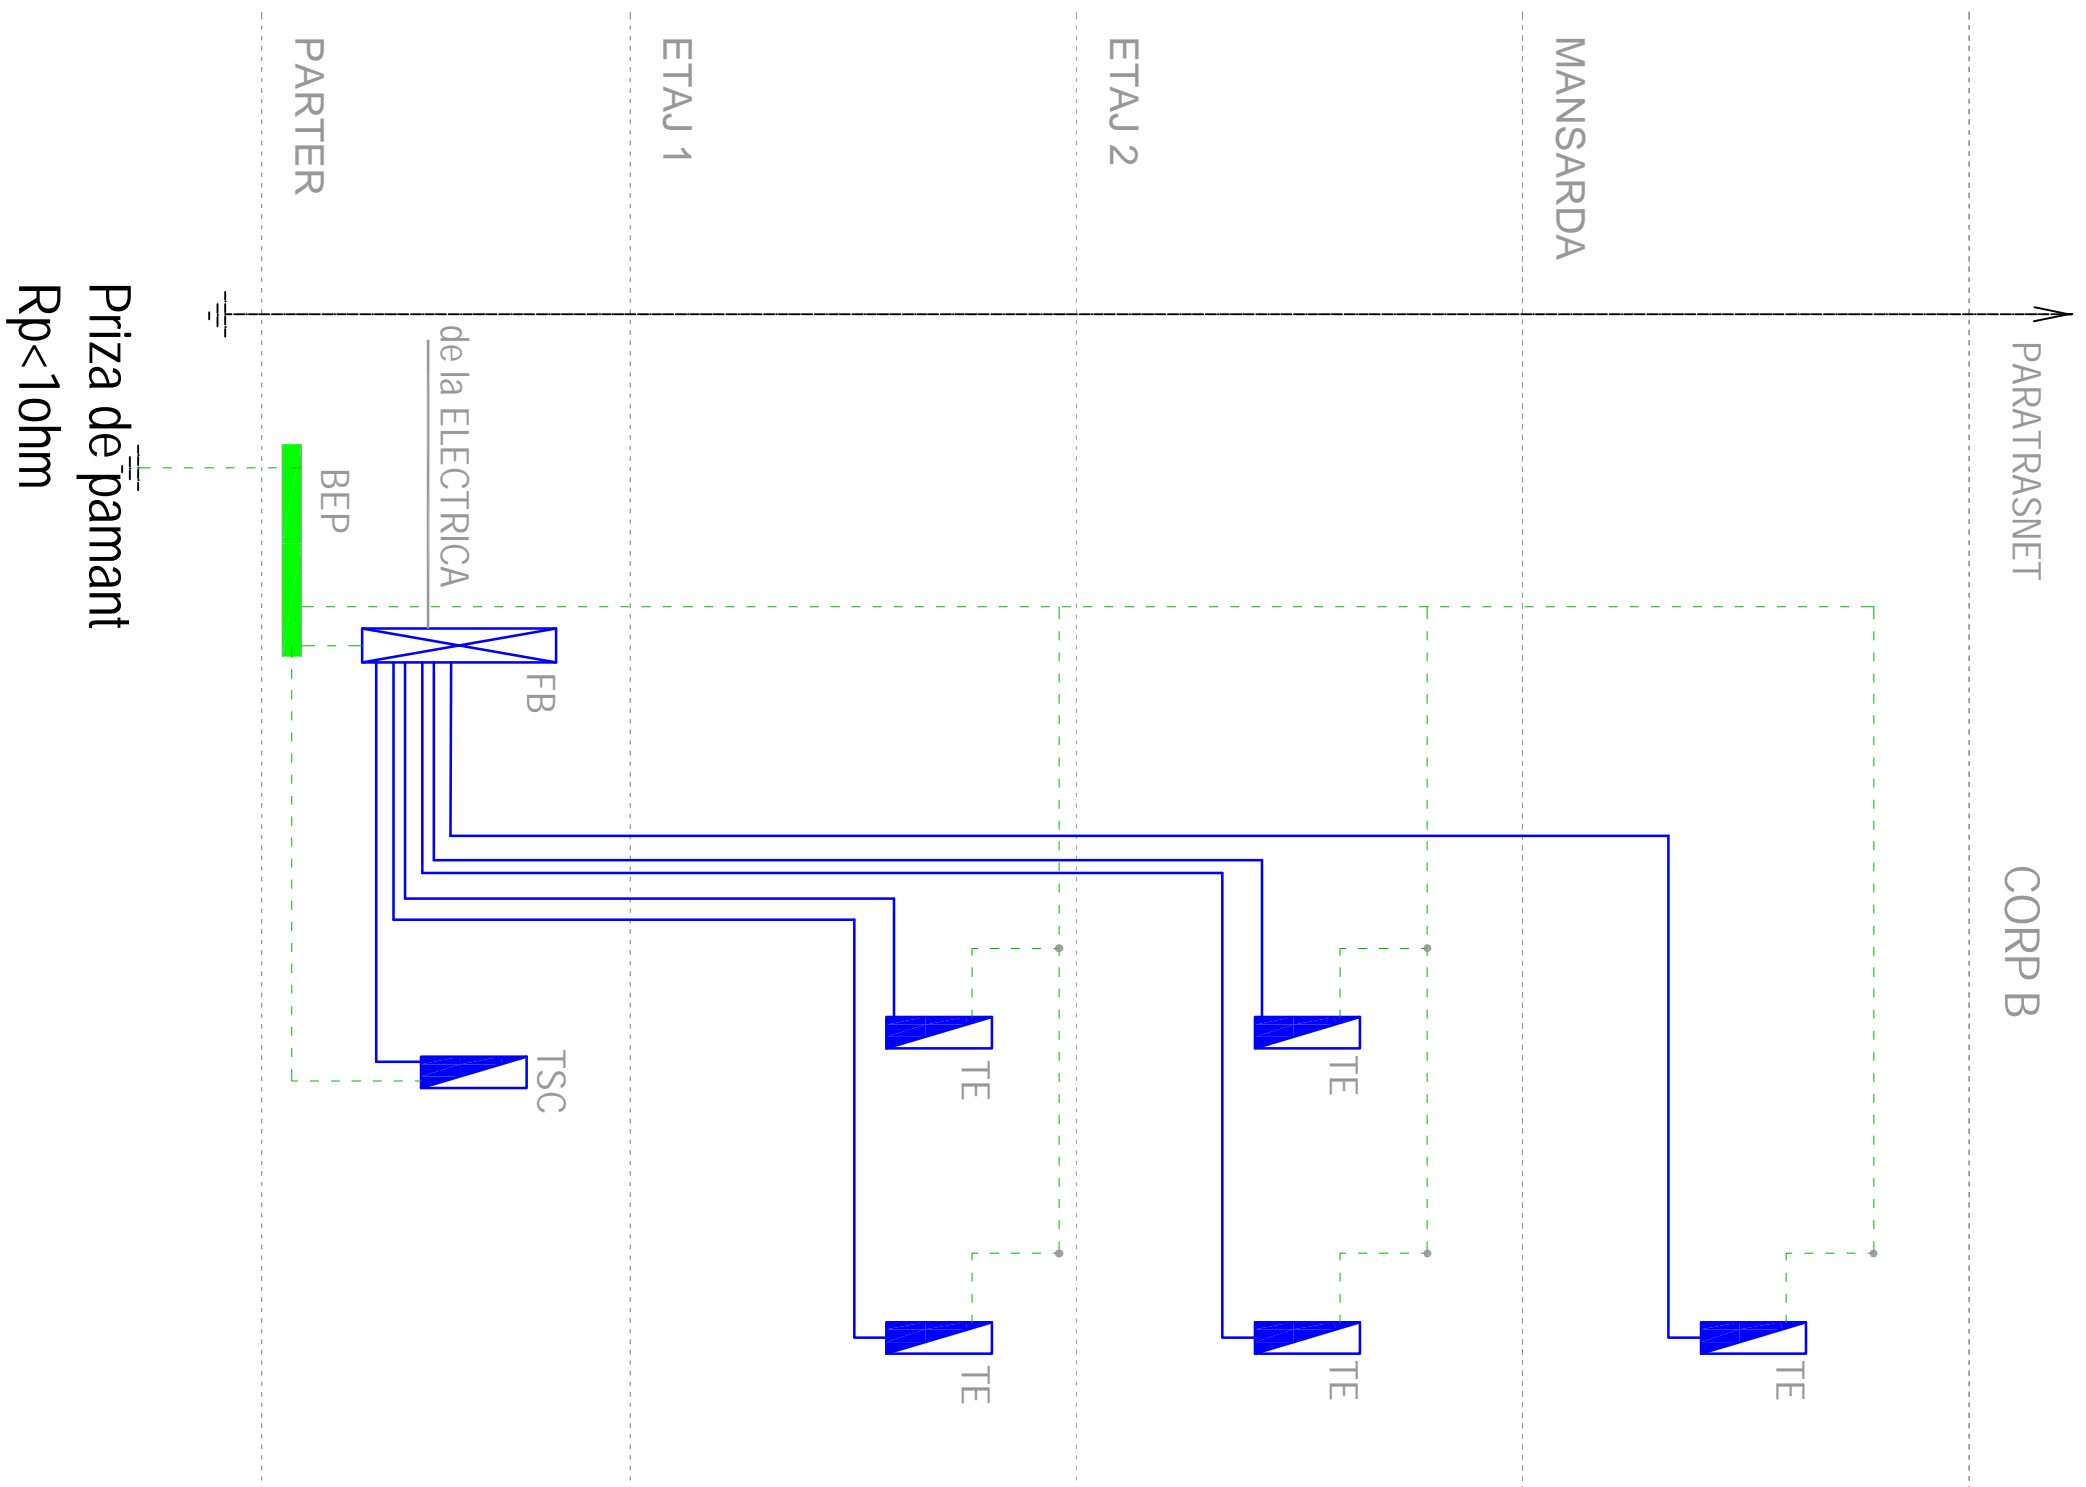 CORP B
PARATRASNET
MANSARDA
TE
ETAJ 2
TE
TE
ETAJ 1
TE
TE
PARTER
de la ELECTRICA
FB
TSC
BEP
Priza de pamant
Rp<1ohm